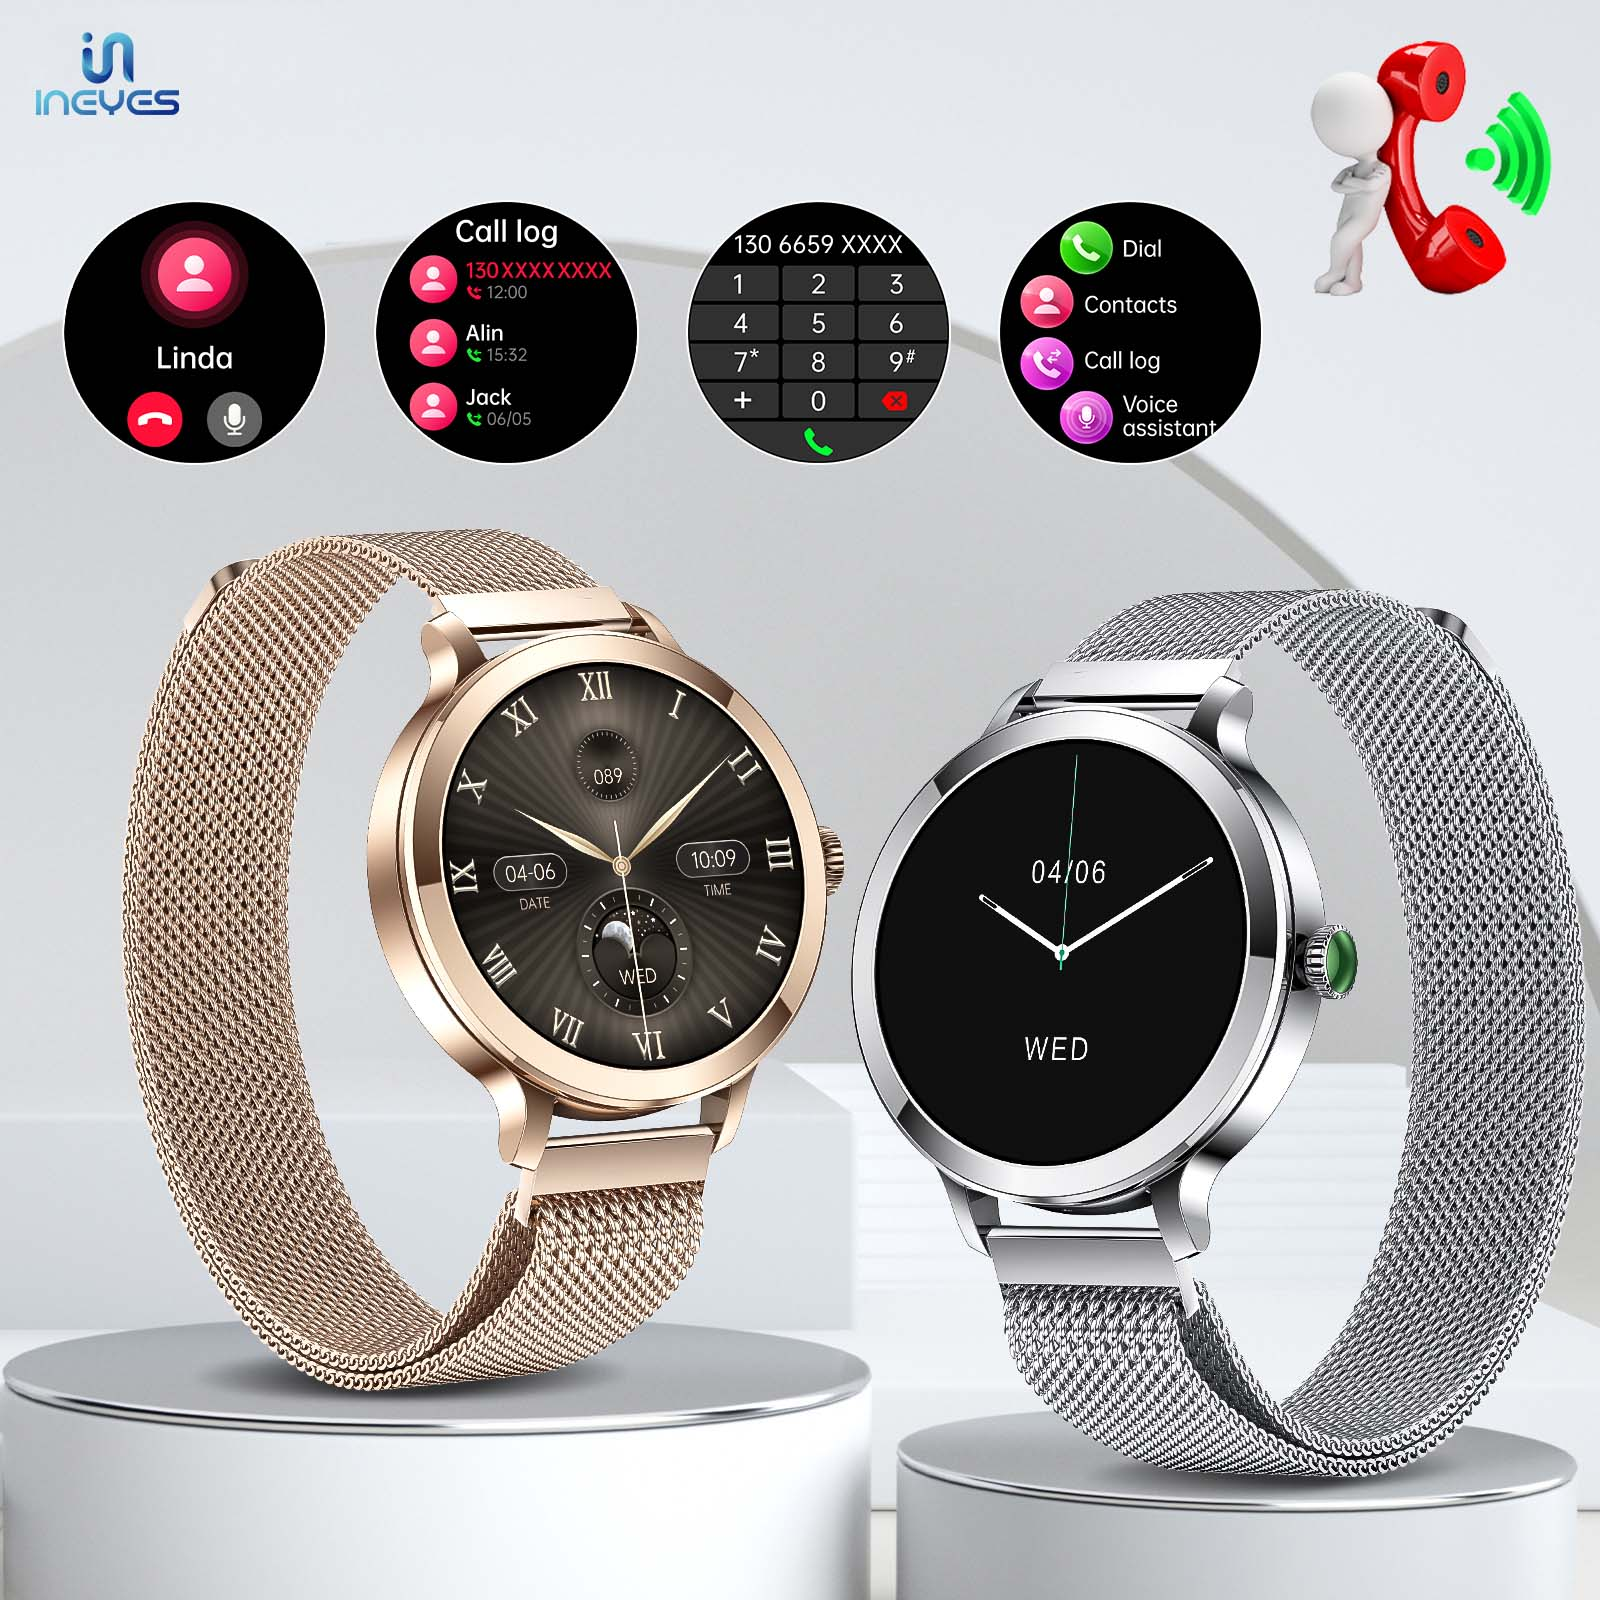 INEYES
Linda
Call log
130XXXX XXXX
12:00
Alin
15:32
Jack
06/05
130 6659 XXXX
1 2 3
4 5 6
7* 8 9#
+ 0
Dial
Contacts
Call log
Voice
assistant
XII
I
II
III
IV
V
VI
VII
VIII
IX
X
XI
089
04-06
DATE
10:09
TIME
WED
04/06
WED